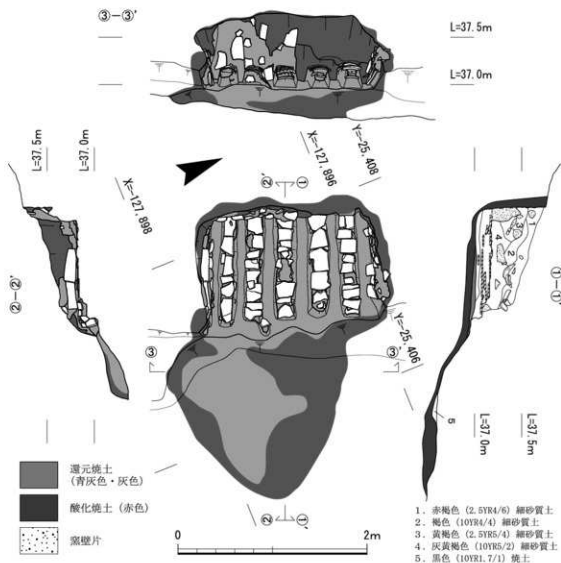 ③-③'
L=37.5m
L=37.0m
L=37.5m
L=37.0m
X=-127.898
X=-127.896
Y=-25.408
②'
①
②-②'
①-①'
1
3
4
2
Y=-25.406
③
③'
5
L=37.0m
L=37.5m
②
①'
還元焼土
(青灰色・灰色)
酸化焼土(赤色)
窯壁片
0
2m
1. 赤褐色 (2.5YR4/6) 細砂質土
2. 褐色 (10YR4/4) 細砂質土
3. 黄褐色 (2.5YR5/4) 細砂質土
4. 灰黄褐色 (10YR5/2) 細砂質土
5. 黒色 (10YR1.7/1) 焼土